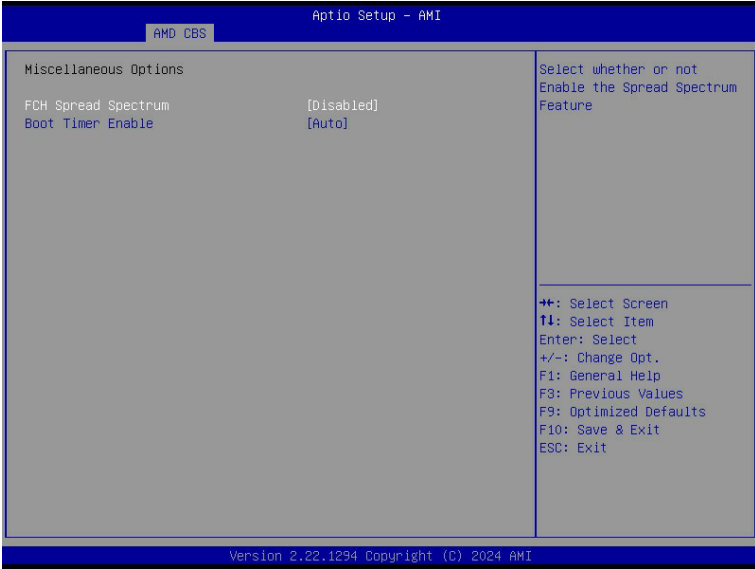 Aptio Setup - AMI
AMD CBS
Miscellaneous Options
FCH Spread Spectrum [Disabled]
Boot Timer Enable [Auto]
Select whether or not
Enable the Spread Spectrum
Feature
→←: Select Screen
↑↓: Select Item
Enter: Select
+/-: Change Opt.
F1: General Help
F3: Previous Values
F9: Optimized Defaults
F10: Save & Exit
ESC: Exit
Version 2.22.1294 Copyright (C) 2024 AMI